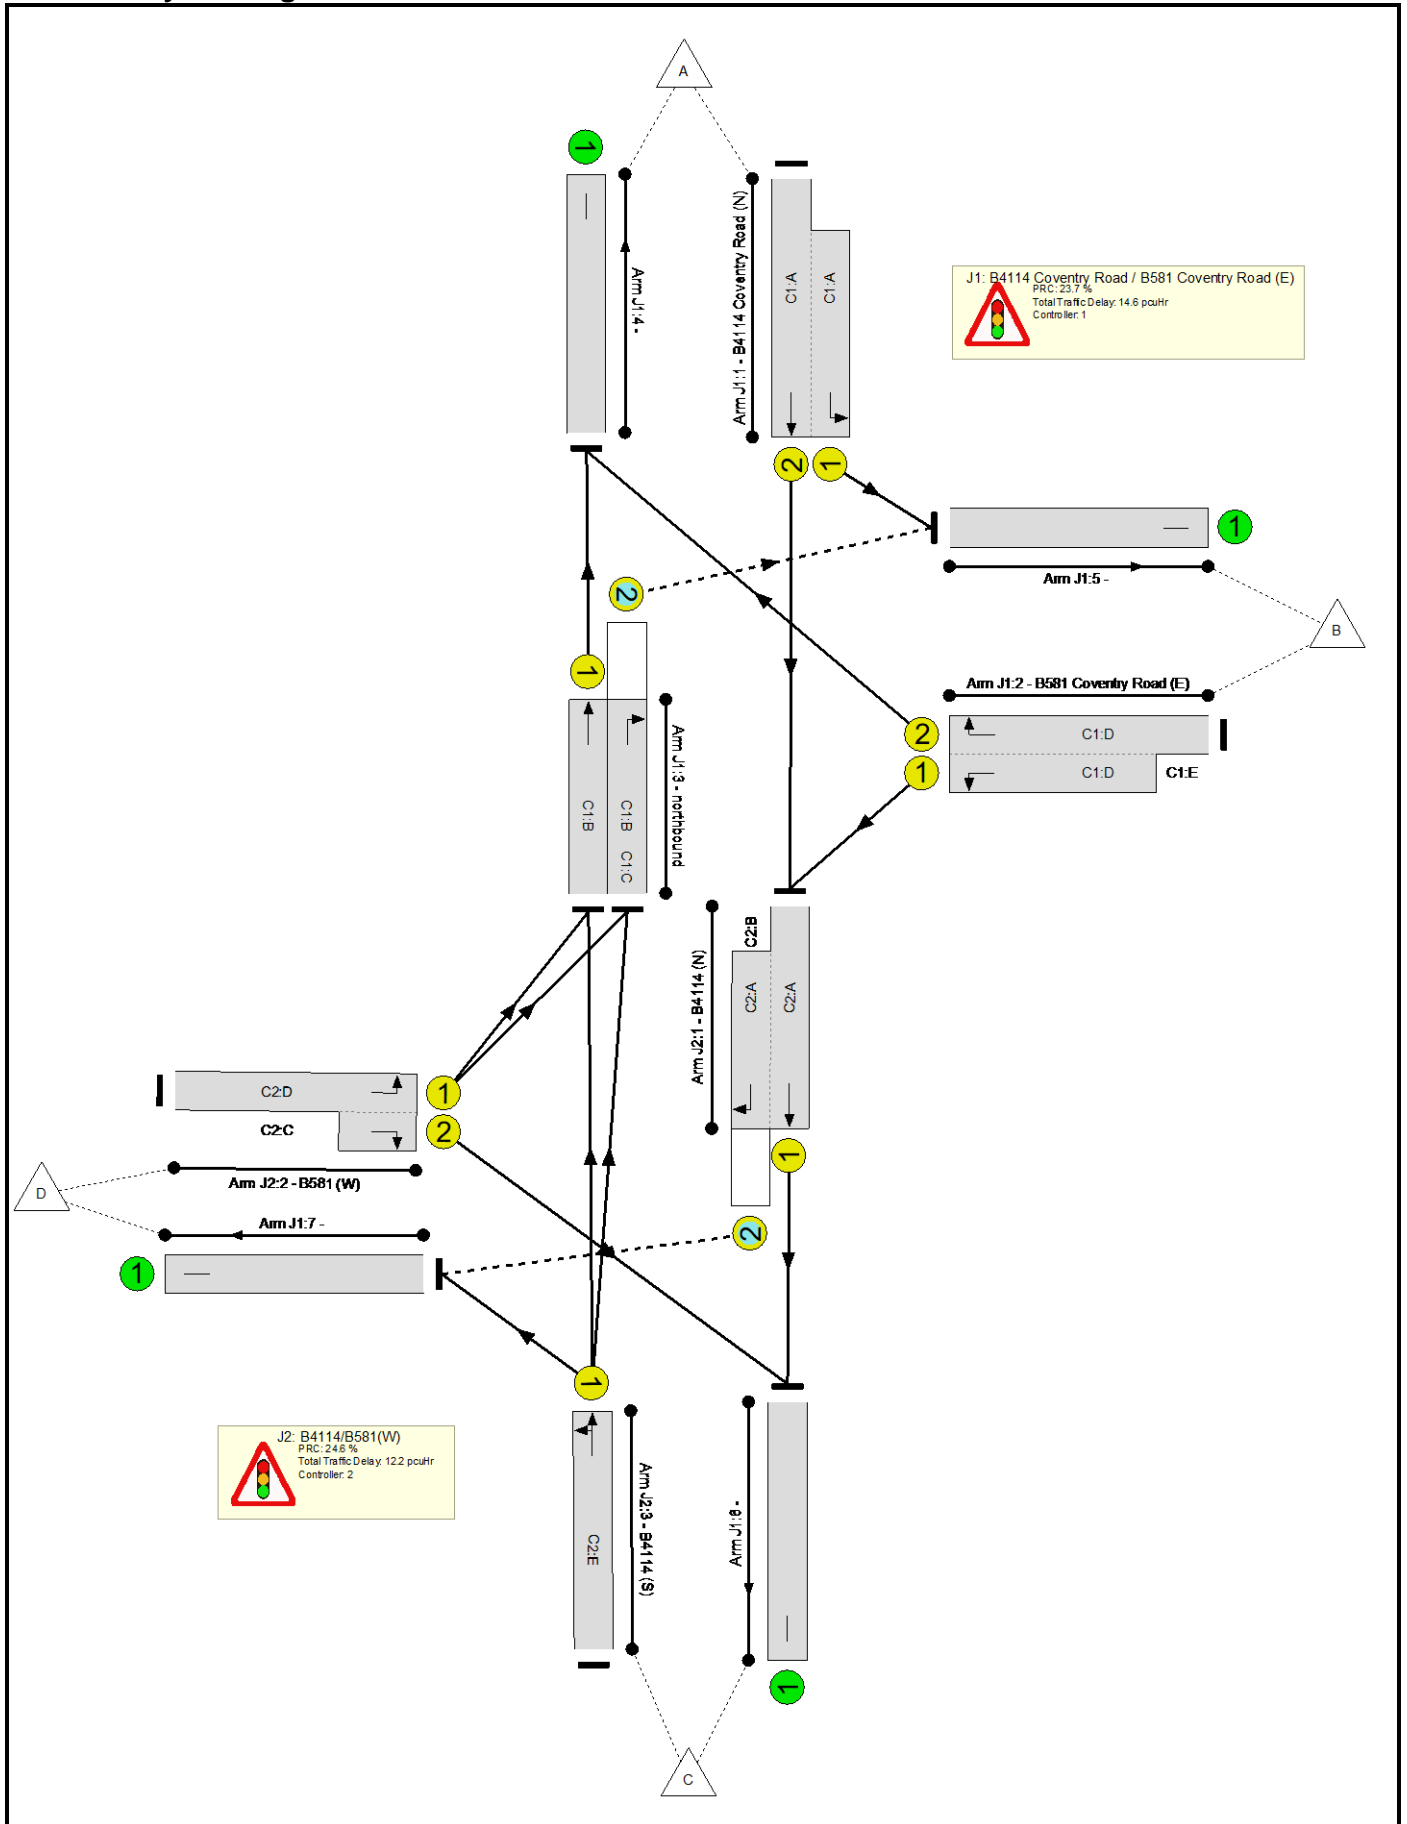 A
1
Arm J1:4 -
Arm J1:1 - B4114 Coventry Road (N)
C1:A
C1:A
J1: B4114 Coventry Road / B581 Coventry Road (E)
PRC: 23.7 %
Total Traffic Delay: 14.6 pcuHr
Controller: 1
2
1
1
Arm J1:5 -
B
2
1
Arm J1:3 - northbound
C1:B
C1:B
C1:C
Arm J1:2 - B581 Coventry Road (E)
2
C1:D
1
C1:D
C1:E
C2:B
Arm J2:1 - B4114 (N)
C2:A
C2:A
C2:D
1
C2:C
2
1
Arm J2:2 - B581 (W)
D
Arm J1:7 -
2
1
1
J2: B4114/B581(W)
PRC: 24.6 %
Total Traffic Delay: 12.2 pcuHr
Controller: 2
C2:E
Arm J2:3 - B4114 (S)
Arm J1:6 -
1
C